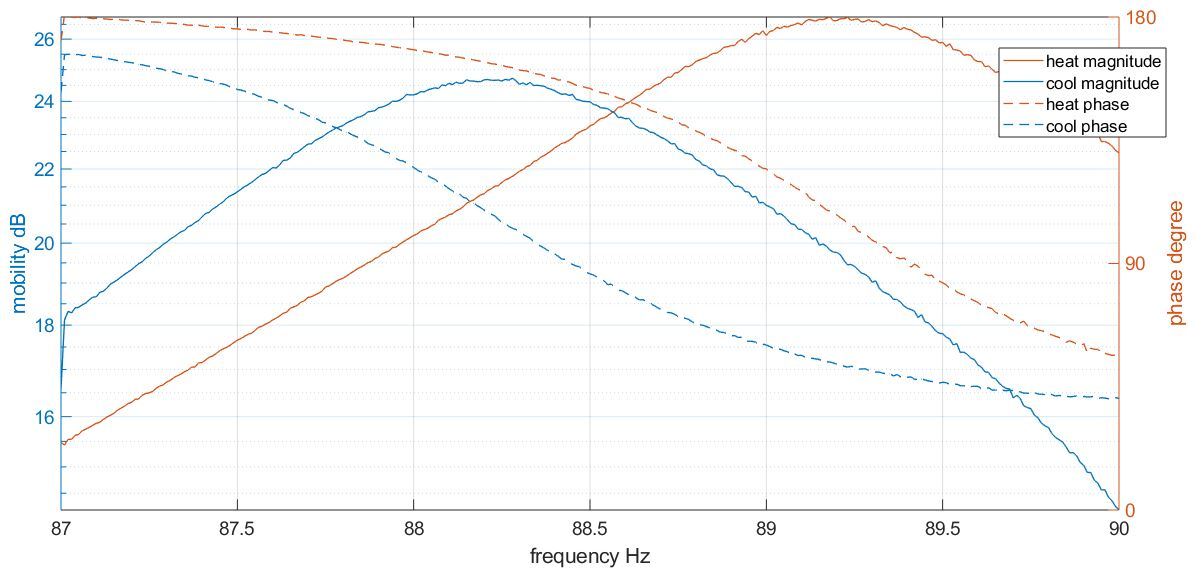 26
24
22
20
18
16
mobility dB
87
87.5
88
88.5
89
89.5
90
frequency Hz
180
90
0
phase degree
heat magnitude
cool magnitude
heat phase
cool phase